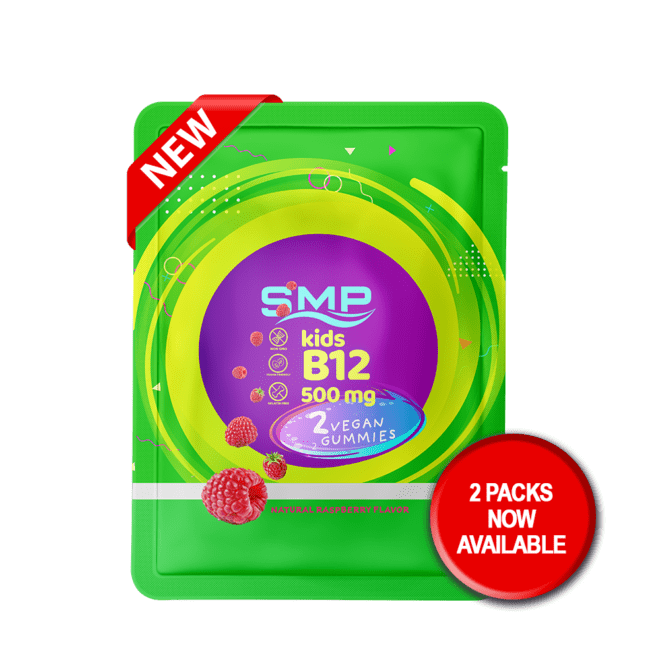 NEW
SMP
kids
B12
500 mg
2 VEGAN
GUMMIES
NATURAL RASPBERRY FLAVOR
2 PACKS
NOW
AVAILABLE